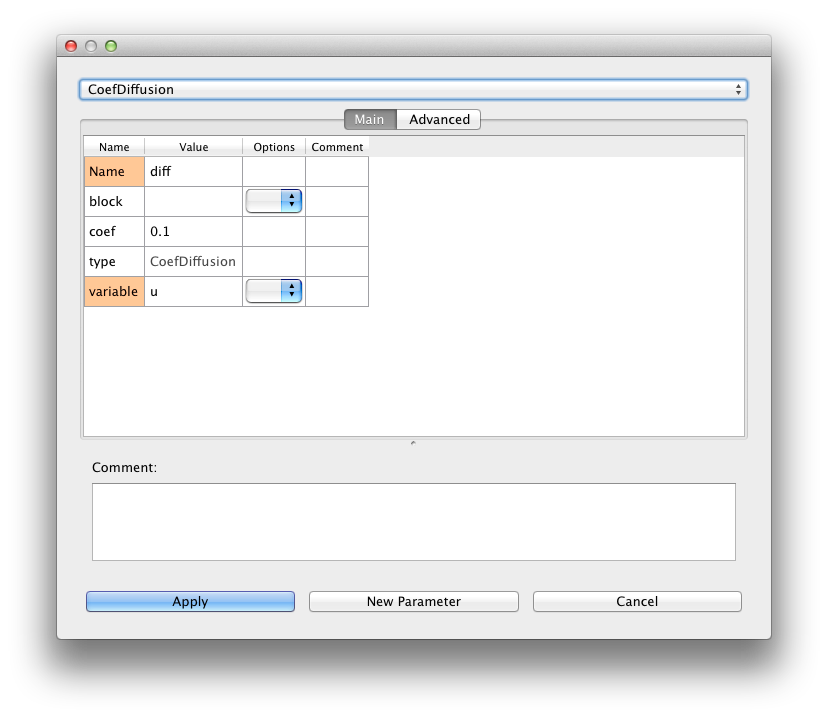 CoefDiffusion
Main Advanced
Name Value Options Comment
Name diff
block
coef 0.1
type CoefDiffusion
variable u
Comment:
Apply New Parameter Cancel